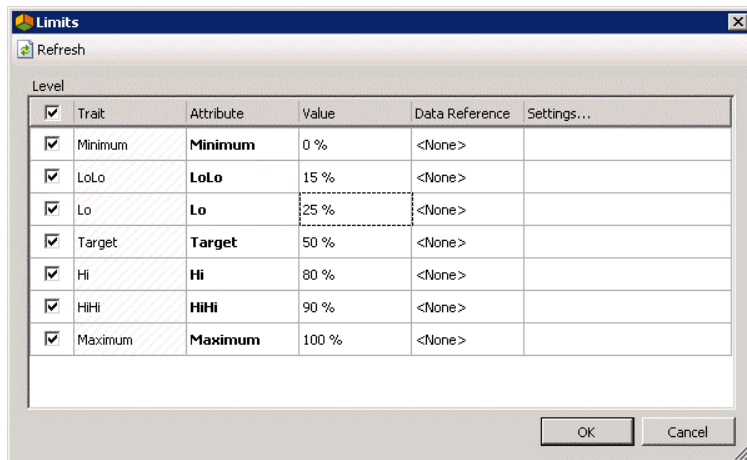 Limits
Refresh
Level
Trait Attribute Value Data Reference Settings...
Minimum Minimum 0 % <None>
LoLo LoLo 15 % <None>
Lo Lo 25 % <None>
Target Target 50 % <None>
Hi Hi 80 % <None>
HiHi HiHi 90 % <None>
Maximum Maximum 100 % <None>
OK Cancel